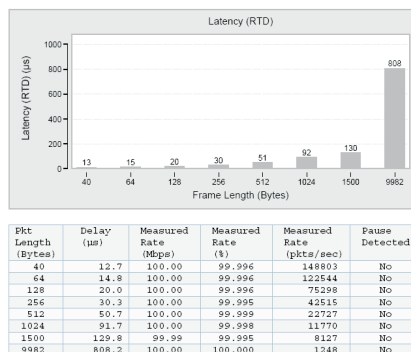 Latency (RTD)
Latency (RTD) (µs)
1000
800
600
400
200
0
13 15 20 30 51 92 130 808
40 64 128 256 512 1024 1500 9982
Frame Length (Bytes)
Pkt Length (Bytes) Delay (µs) Measured Rate (Mbps) Measured Rate (%) Measured Rate (pkts/sec) Pause Detected
40 12.7 100.00 99.996 148803 No
64 14.8 100.00 99.996 122544 No
128 20.0 100.00 99.996 75298 No
256 30.3 100.00 99.995 42515 No
512 50.7 100.00 99.999 22727 No
1024 91.7 100.00 99.998 11770 No
1500 129.8 99.99 99.995 8127 No
9982 808.2 100.00 100.000 1248 No